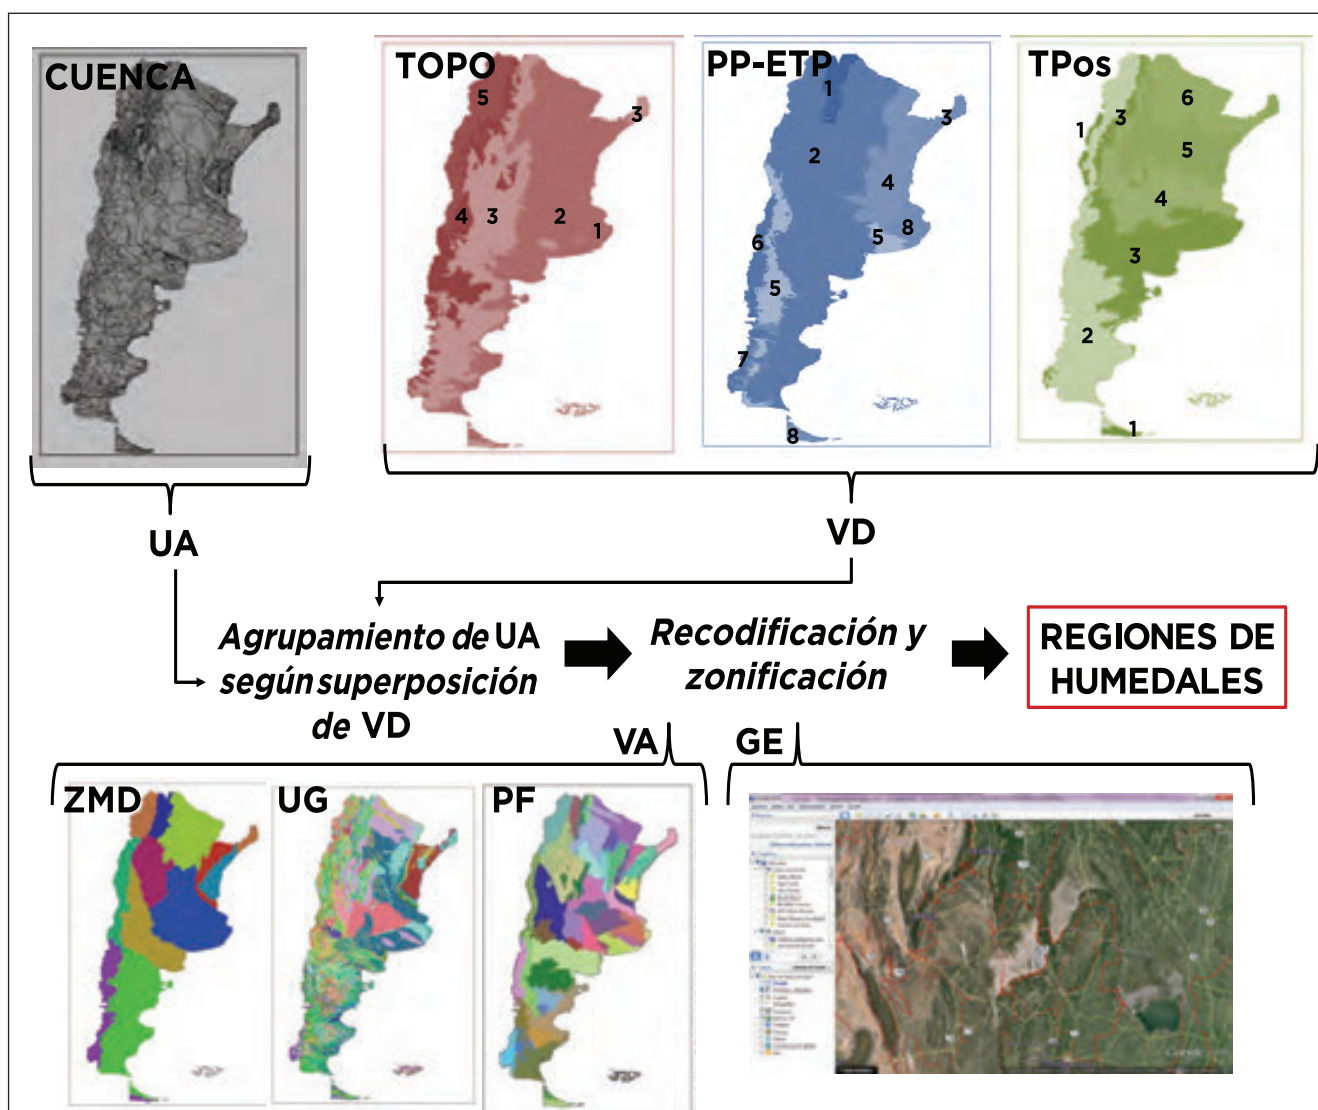 CUENCA
TOPO
5
3
4
3
2
1
PP-ETP
1
3
2
4
8
5
6
5
7
8
TPos
6
3
1
5
4
3
2
1
UA
VD
Agrupamiento de UA
según superposición
de VD
Recodificación y
zonificación
REGIONES DE
HUMEDALES
VA
GE
ZMD
UG
PF